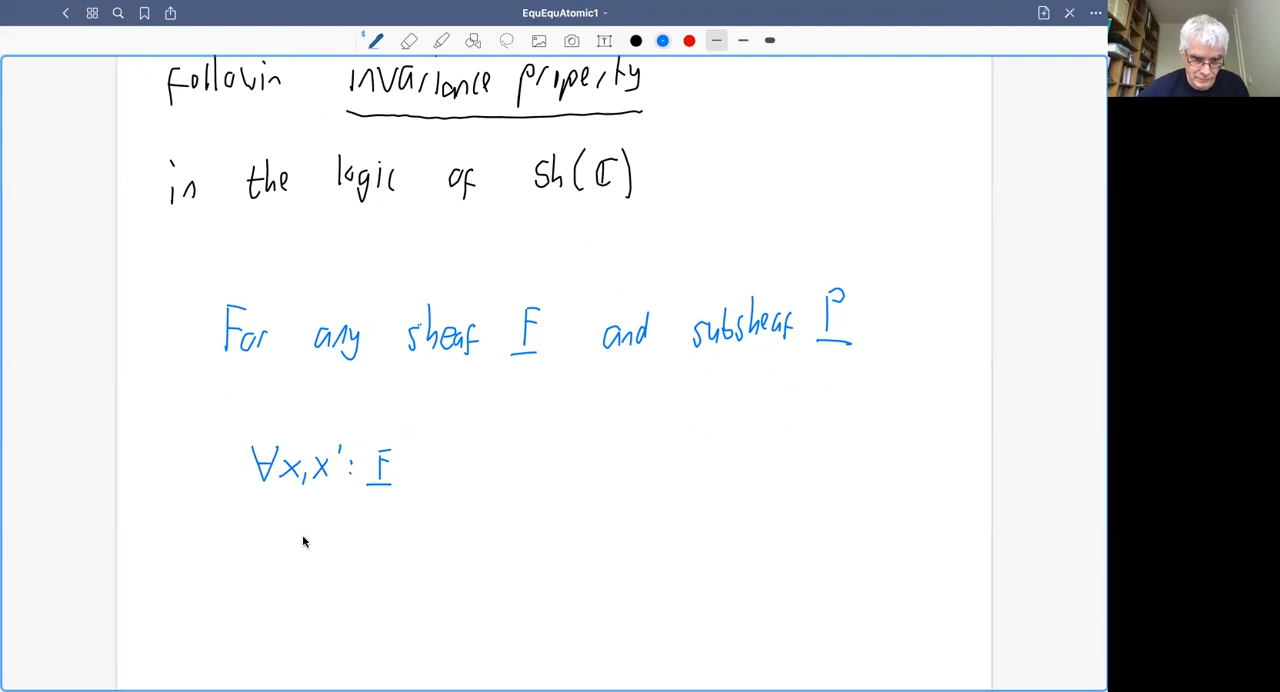 EquEquAtomic1
Followin invariance property
in the logic of Sh(ℂ)
For any sheaf F and subsheaf P
∀x,x': F